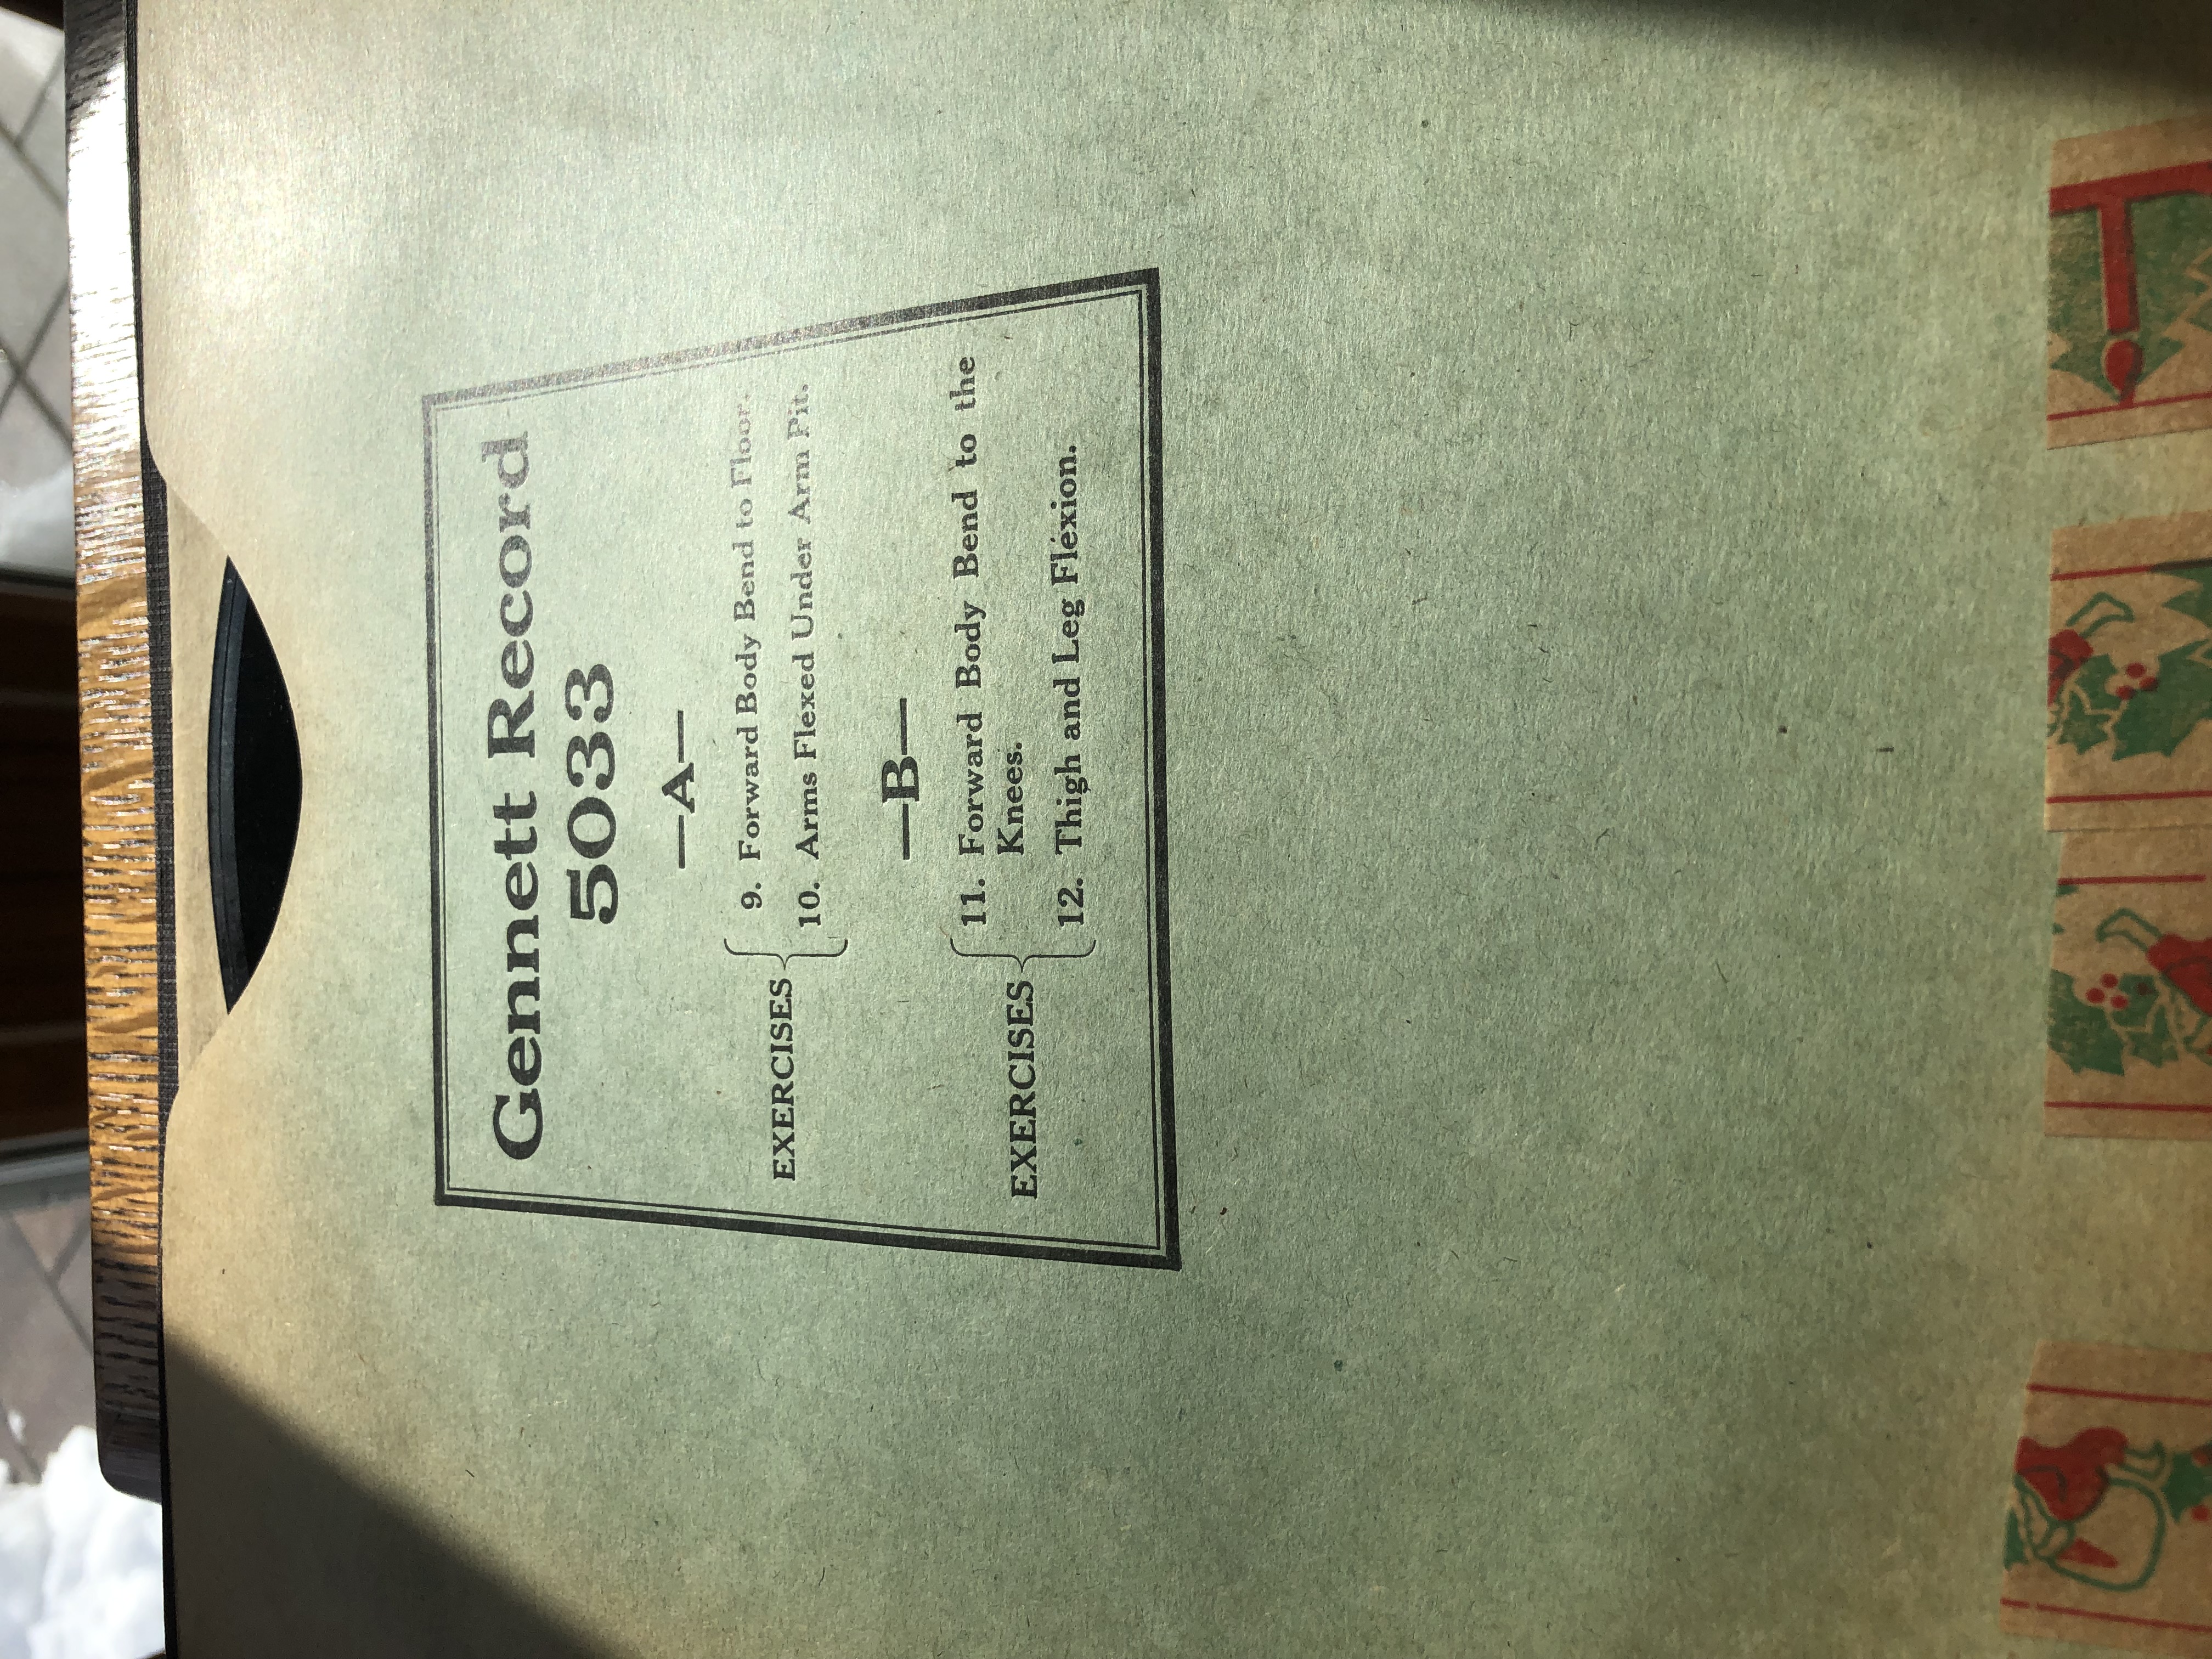 Gennett Record
5033
—A—
EXERCISES { 9. Forward Body Bend to Floor.
10. Arms Flexed Under Arm Pit.
—B—
EXERCISES { 11. Forward Body Bend to the
Knees.
12. Thigh and Leg Fléxion.